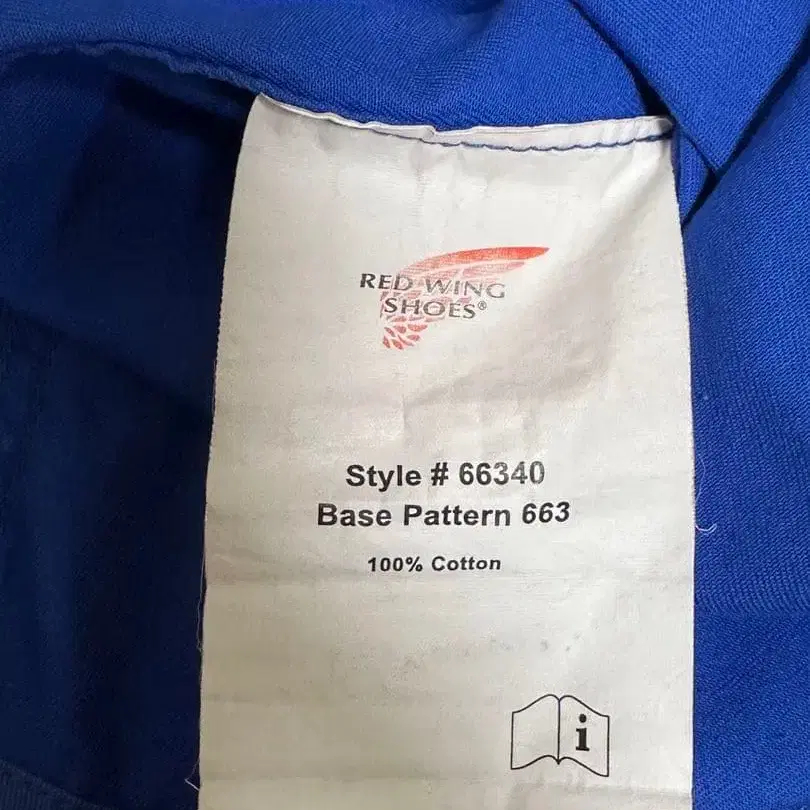 RED WING
SHOES®
Style # 66340
Base Pattern 663
100% Cotton
i